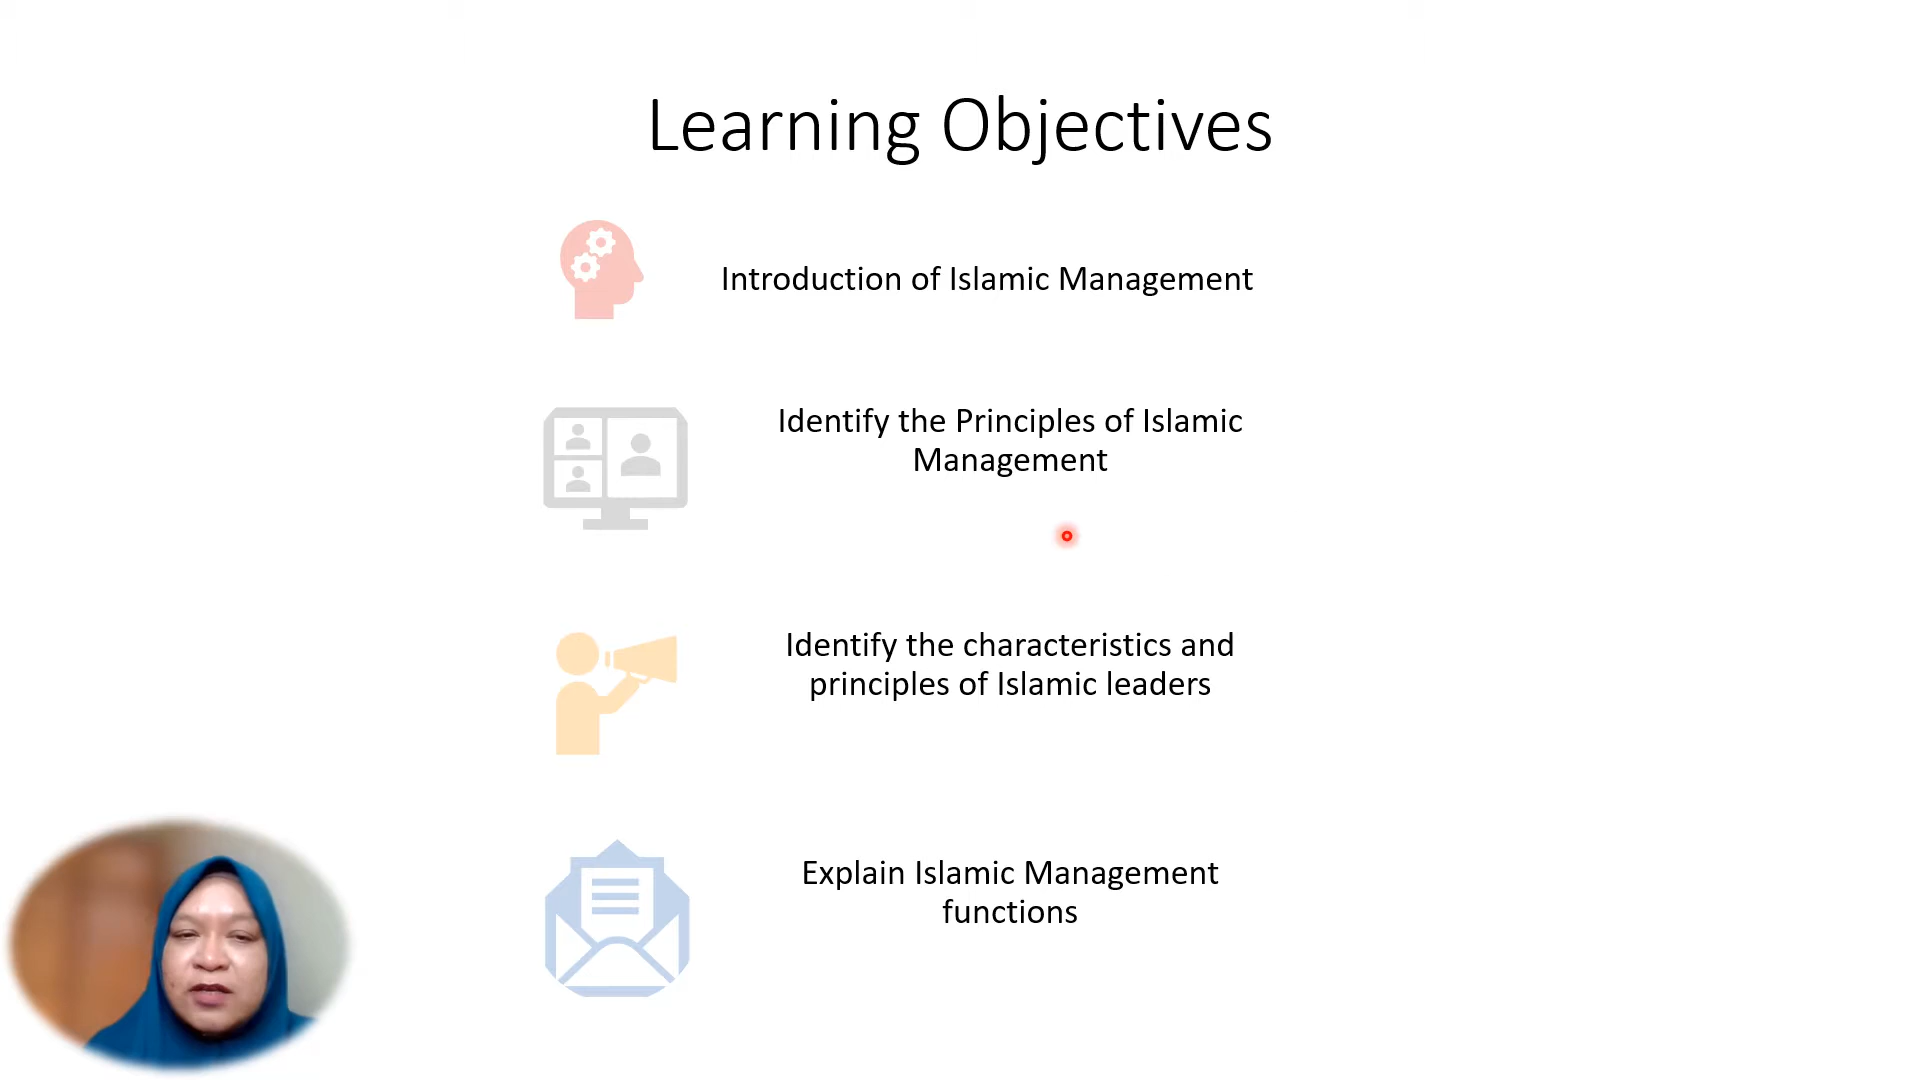 Learning Objectives
Introduction of Islamic Management
Identify the Principles of Islamic
Management
Identify the characteristics and
principles of Islamic leaders
Explain Islamic Management
functions